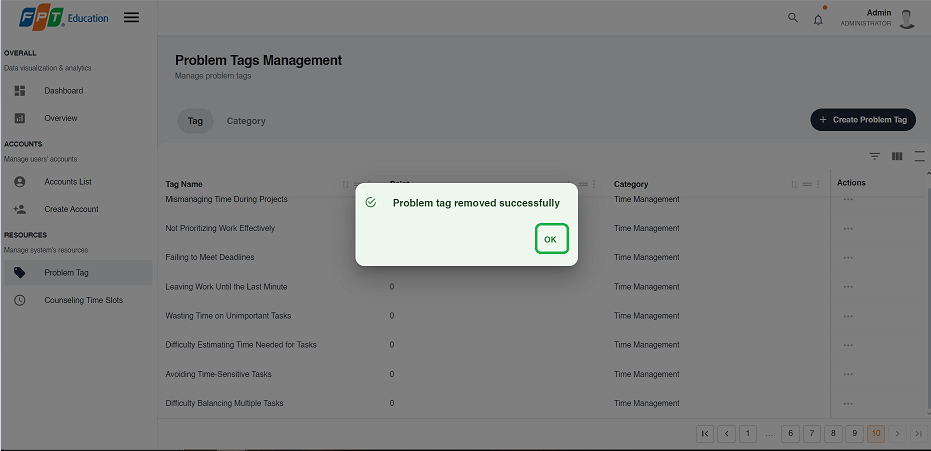 FPT Education
Admin
ADMINISTRATOR
OVERALL
Data visualization & analytics
Dashboard
Overview
ACCOUNTS
Manage users' accounts
Accounts List
Create Account
RESOURCES
Manage system's resources
Problem Tag
Counseling Time Slots
Problem Tags Management
Manage problem tags
Tag Category
+ Create Problem Tag
Tag Name Point Category Actions
Mismanaging Time During Projects Time Management
Not Prioritizing Work Effectively Time Management
Failing to Meet Deadlines Time Management
Leaving Work Until the Last Minute 0 Time Management
Wasting Time on Unimportant Tasks 0 Time Management
Difficulty Estimating Time Needed for Tasks 0 Time Management
Avoiding Time-Sensitive Tasks 0 Time Management
Difficulty Balancing Multiple Tasks 0 Time Management
Problem tag removed successfully
OK
1 ... 6 7 8 9 10